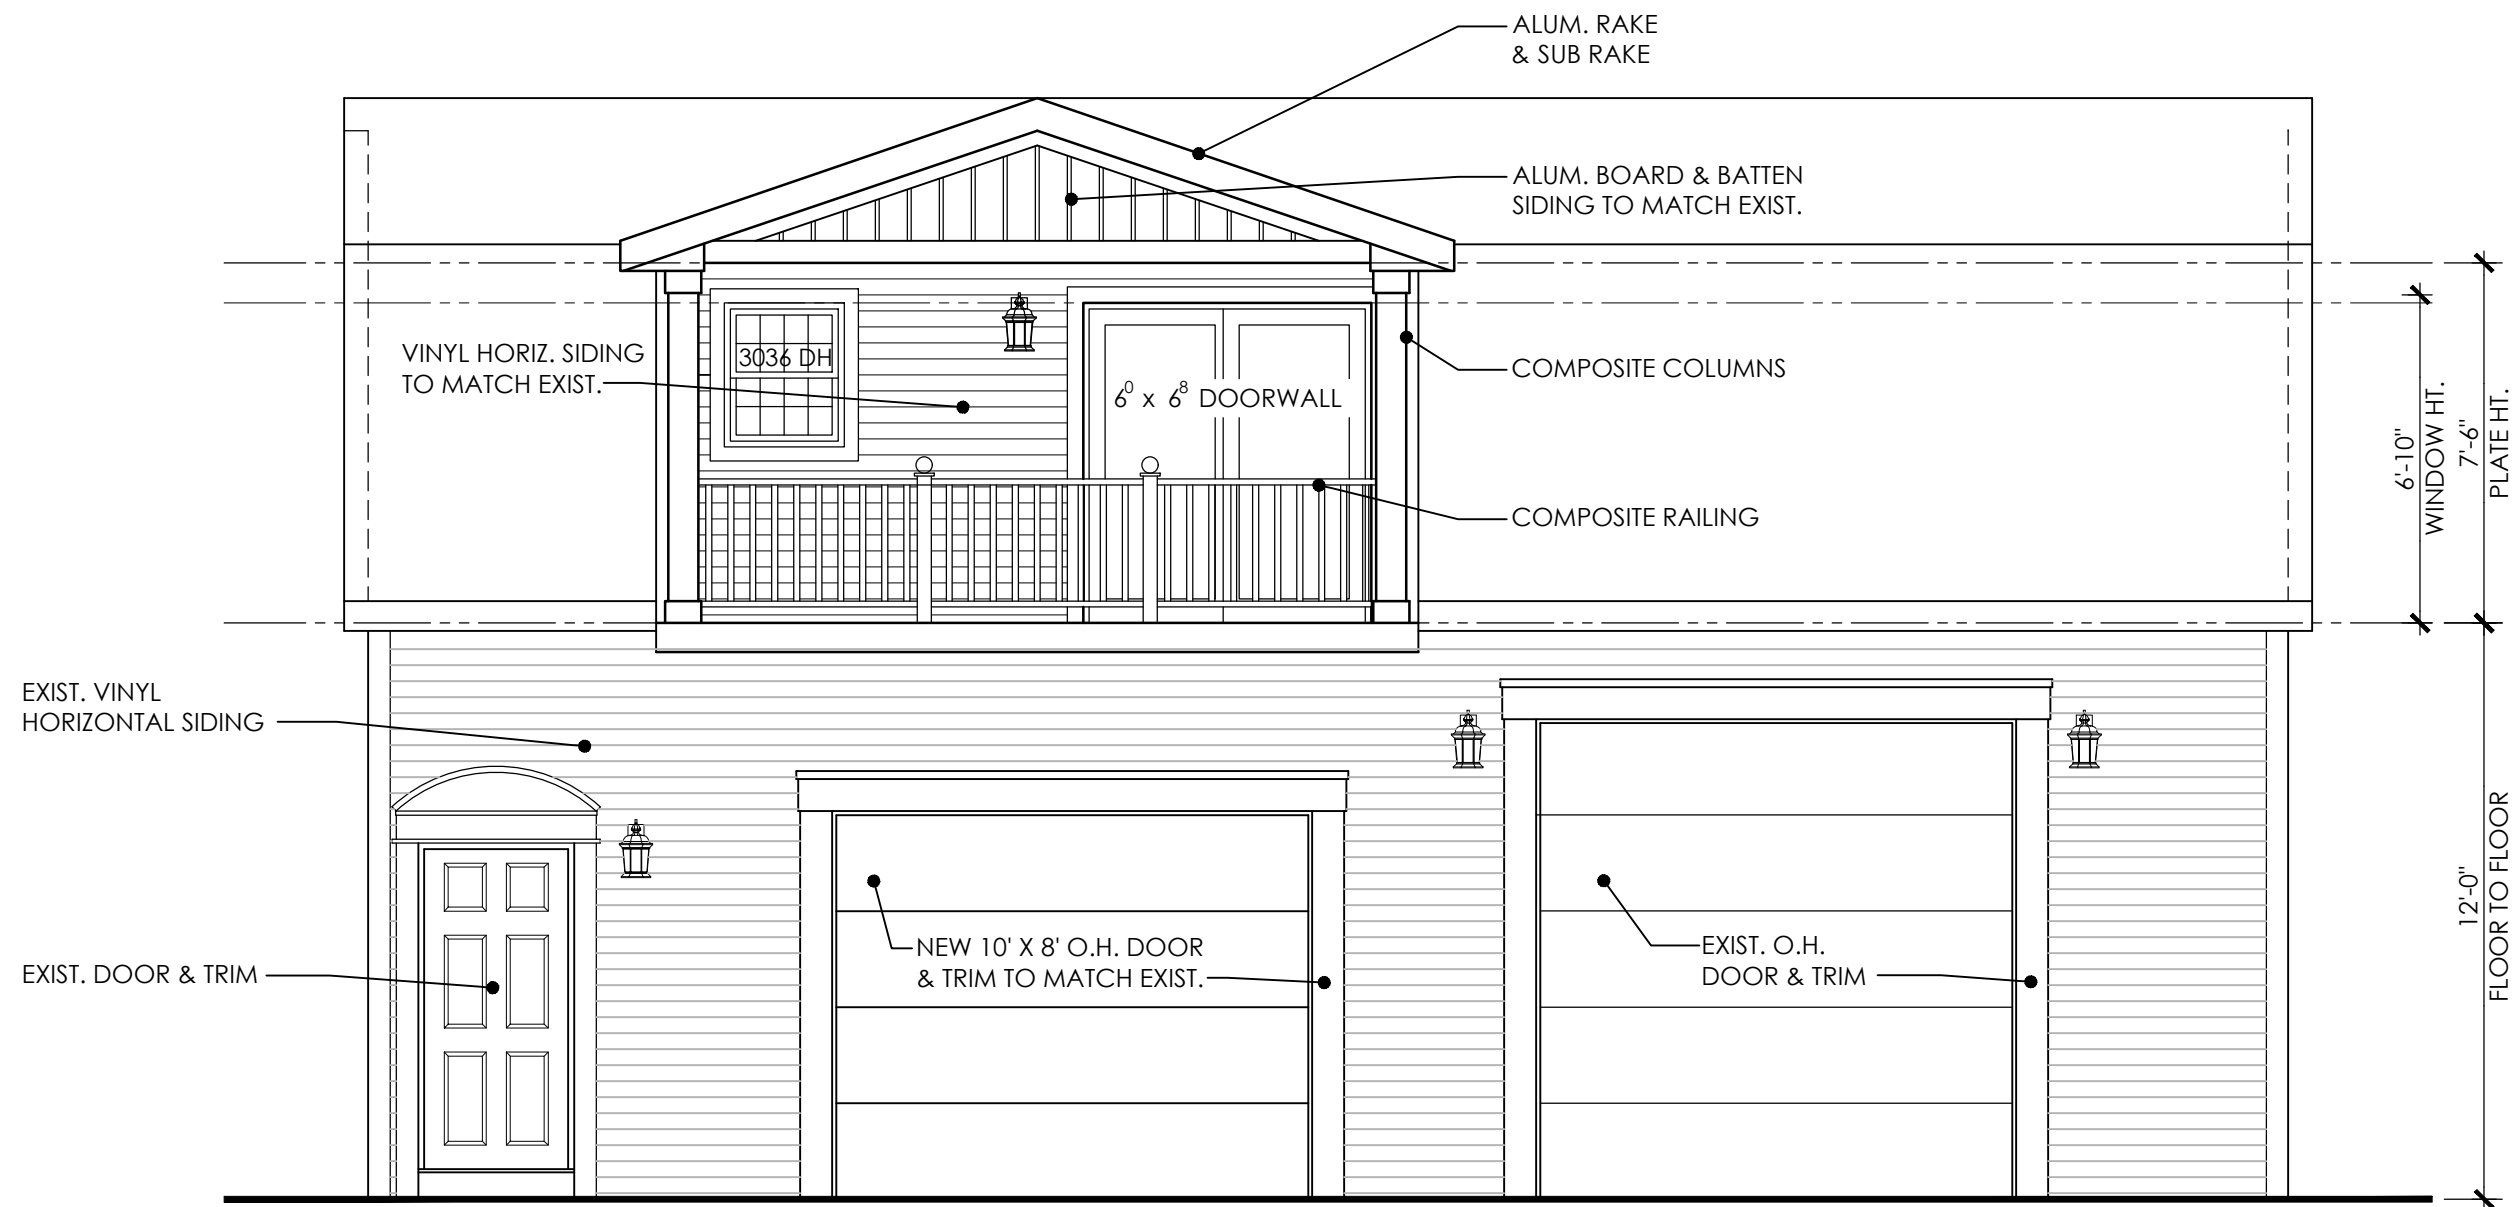 ALUM. RAKE
& SUB RAKE
ALUM. BOARD & BATTEN
SIDING TO MATCH EXIST.
VINYL HORIZ. SIDING
TO MATCH EXIST.
3036 DH
6⁰ x 6⁸ DOORWALL
COMPOSITE COLUMNS
COMPOSITE RAILING
6'-10"
WINDOW HT.
7'-6"
PLATE HT.
EXIST. VINYL
HORIZONTAL SIDING
EXIST. DOOR & TRIM
NEW 10' X 8' O.H. DOOR
& TRIM TO MATCH EXIST.
EXIST. O.H.
DOOR & TRIM
12'-0"
FLOOR TO FLOOR